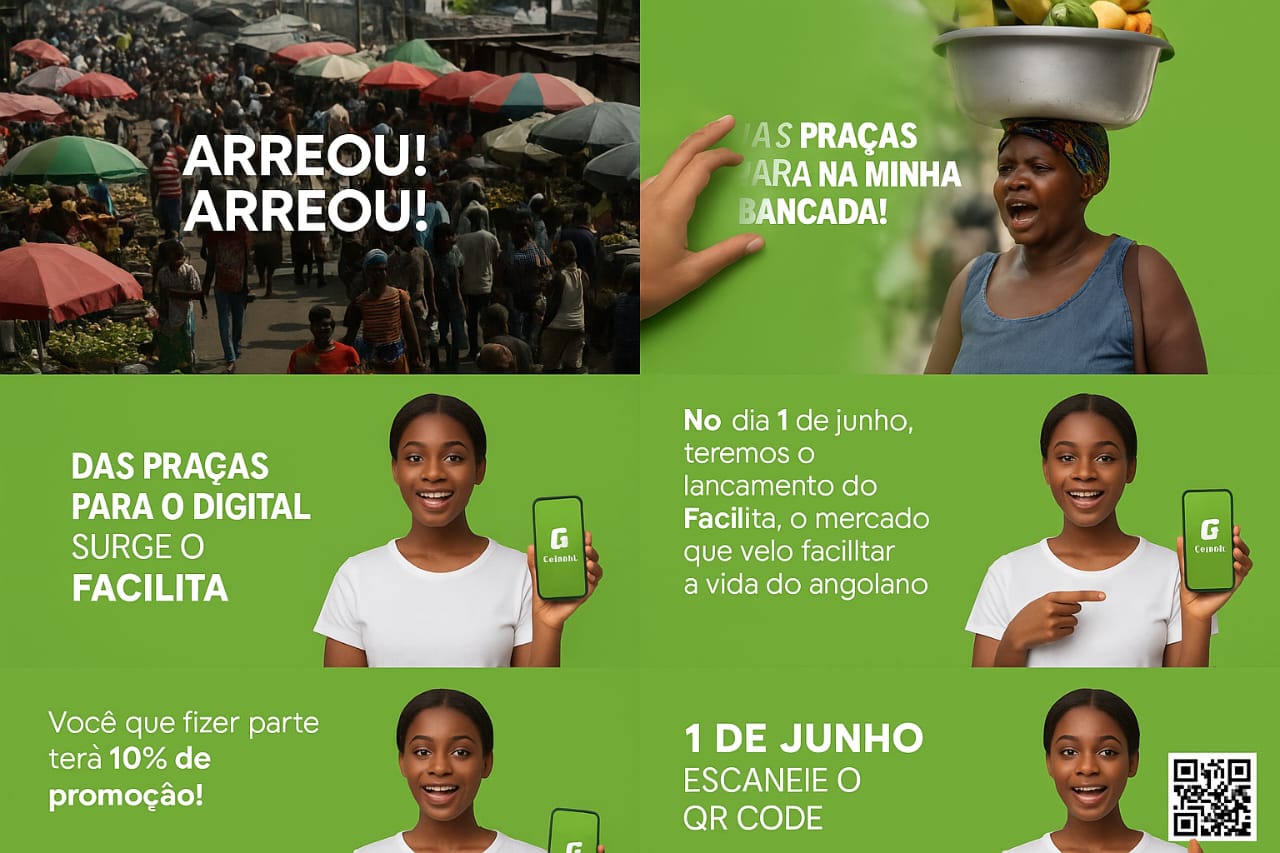 ARREOU!
ARREOU!
AS PRAÇAS
ARA NA MINHA
BANCADA!
DAS PRAÇAS
PARA O DIGITAL
SURGE O
FACILITA
G
No dia 1 de junho,
teremos o
lancamento do
Facilita, o mercado
que velo facilltar
a vida do angolano
G
Você que fizer parte
terà 10% de
promoçâo!
1 DE JUNHO
ESCANEIE O
QR CODE